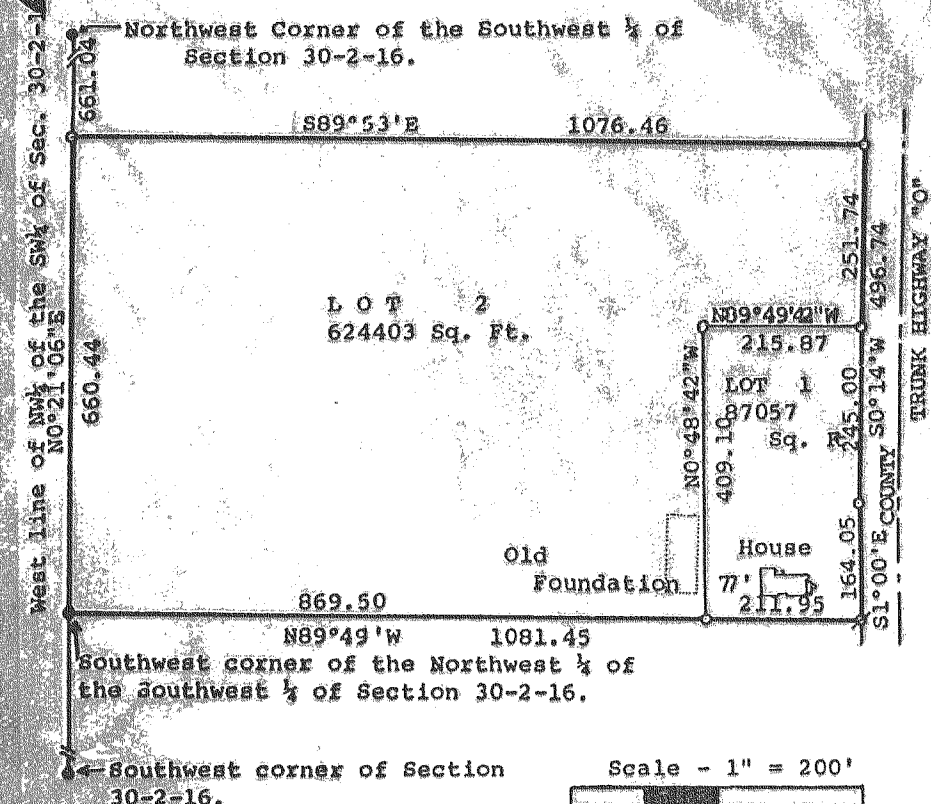 Northwest Corner of the Southwest ¼ of
Section 30-2-16.
661.04
S89°53'E 1076.46
West line of NW¼ of the SW¼ of Sec. 30-2-1
N0°21'06"E
660.44
251.74
496.74
TRUNK HIGHWAY "O"
LOT 2
624403 Sq. Ft.
N89°49'42"W
215.87
LOT 1
87057
Sq.
245.00
S0°14'W
N0°48'42"W
409.10
COUNTY
S1°00'E
164.05
Old
Foundation
House
77'
211.95
869.50
N89°49'W 1081.45
Southwest corner of the Northwest ¼ of
the Southwest ¼ of Section 30-2-16.
Southwest corner of Section
30-2-16.
Scale - 1" = 200'